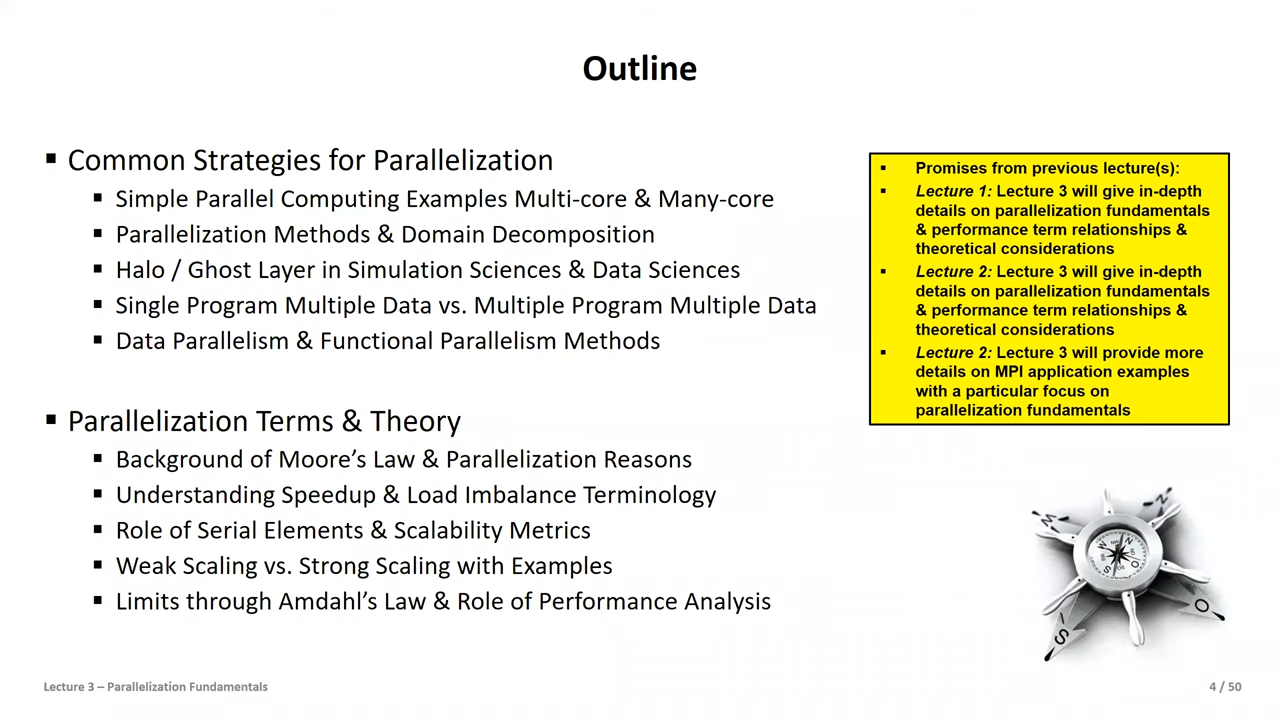 Outline
▪ Common Strategies for Parallelization
▪ Simple Parallel Computing Examples Multi-core & Many-core
▪ Parallelization Methods & Domain Decomposition
▪ Halo / Ghost Layer in Simulation Sciences & Data Sciences
▪ Single Program Multiple Data vs. Multiple Program Multiple Data
▪ Data Parallelism & Functional Parallelism Methods
▪ Parallelization Terms & Theory
▪ Background of Moore's Law & Parallelization Reasons
▪ Understanding Speedup & Load Imbalance Terminology
▪ Role of Serial Elements & Scalability Metrics
▪ Weak Scaling vs. Strong Scaling with Examples
▪ Limits through Amdahl's Law & Role of Performance Analysis
▪ Promises from previous lecture(s):
▪ Lecture 1: Lecture 3 will give in-depth
details on parallelization fundamentals
& performance term relationships &
theoretical considerations
▪ Lecture 2: Lecture 3 will give in-depth
details on parallelization fundamentals
& performance term relationships &
theoretical considerations
▪ Lecture 2: Lecture 3 will provide more
details on MPI application examples
with a particular focus on
parallelization fundamentals
Lecture 3 – Parallelization Fundamentals
4 / 50